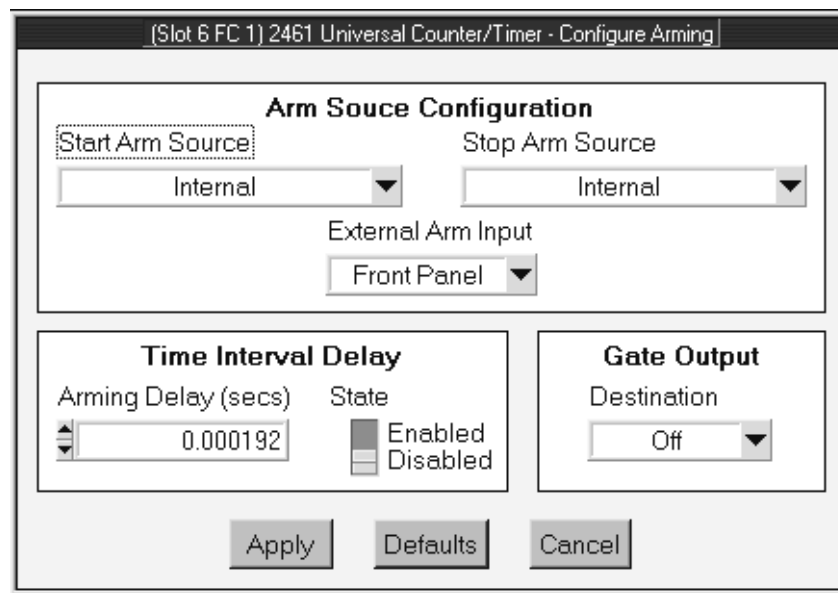 (Slot 6 FC 1) 2461 Universal Counter/Timer - Configure Arming
Arm Souce Configuration
Start Arm Source
Stop Arm Source
Internal
Internal
External Arm Input
Front Panel
Time Interval Delay
Arming Delay (secs)
State
0.000192
Enabled
Disabled
Gate Output
Destination
Off
Apply
Defaults
Cancel